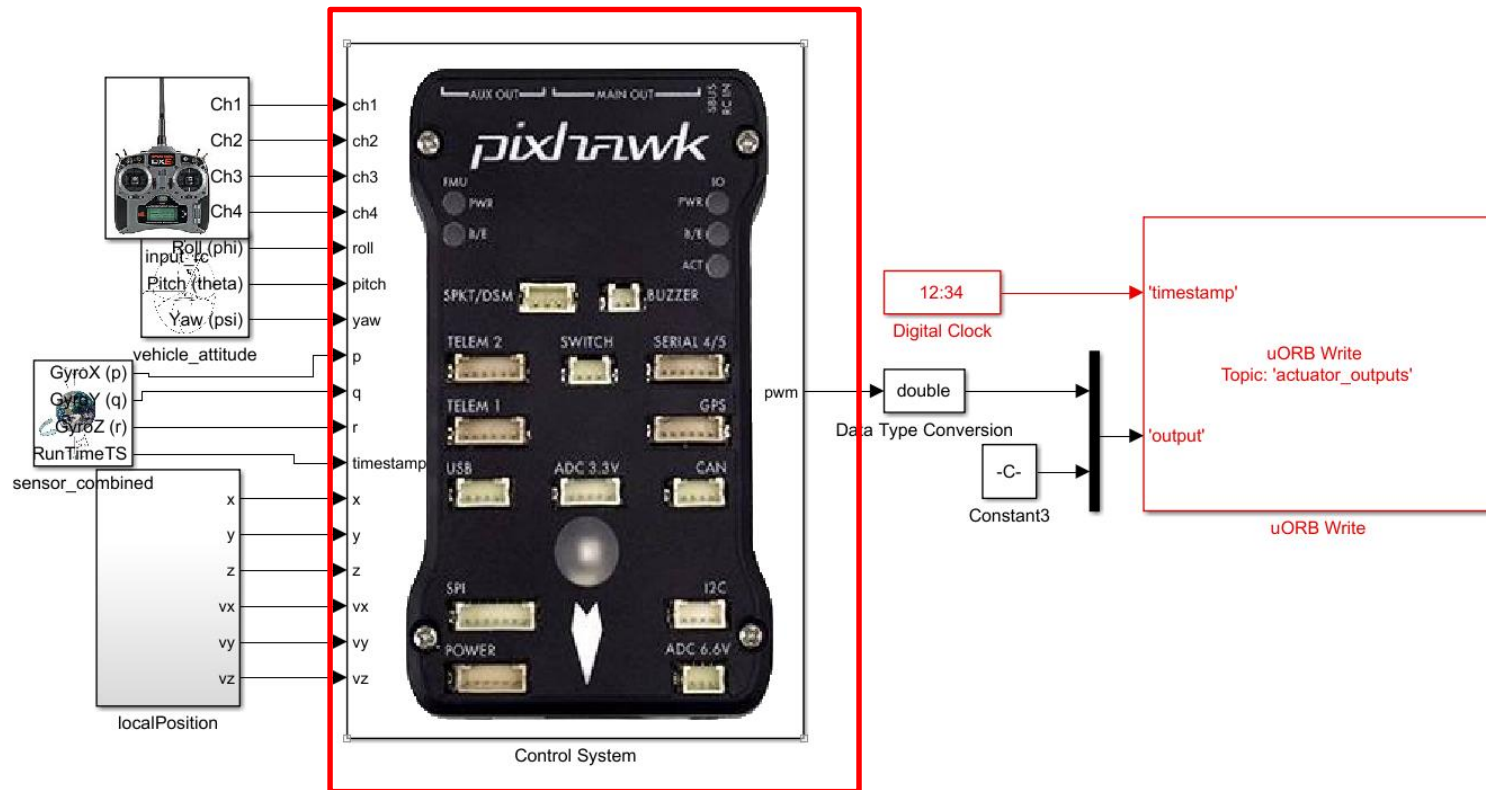 Ch1
Ch2
Ch3
Ch4
input_rc
Roll (phi)
Pitch (theta)
Yaw (psi)
vehicle_attitude
GyroX (p)
GyroY (q)
GyroZ (r)
RunTimeTS
sensor_combined
x
y
z
vx
vy
vz
localPosition
ch1
ch2
ch3
ch4
roll
pitch
yaw
p
q
r
timestamp
x
y
z
vx
vy
vz
AUX OUT
MAIN OUT
SBUS
RC IN
pixhawk
FMU
IO
PWR
PWR
B/E
B/E
ACT
SPKT/DSM
BUZZER
TELEM 2
SWITCH
SERIAL 4/5
TELEM 1
GPS
USB
ADC 3.3V
CAN
SPI
I2C
POWER
ADC 6.6V
pwm
Control System
12:34
Digital Clock
double
Data Type Conversion
-C-
Constant3
'timestamp'
uORB Write
Topic: 'actuator_outputs'
'output'
uORB Write